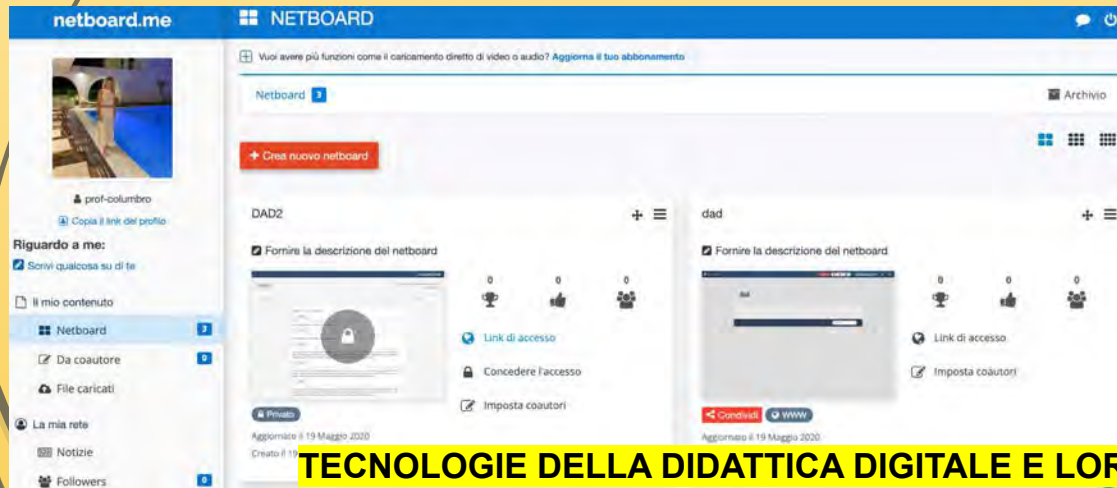 netboard.me
NETBOARD
Vuoi avere più funzioni come il caricamento diretto di video o audio? Aggiorna il tuo abbonamento
Netboard 3
Archivio
+ Crea nuovo netboard
prof-columbro
Copia il link del profilo
Riguardo a me:
Scrivi qualcosa su di te
Il mio contenuto
Netboard 3
Da coautore 0
File caricati
La mia rete
Notizie
Followers 0
DAD2
Fornire la descrizione del netboard
0 0 0
Link di accesso
Concedere l'accesso
Imposta coautori
Privato
Aggiornato il 19 Maggio 2020
Creato il 19
dad
Fornire la descrizione del netboard
dad
0 0 0
Link di accesso
Imposta coautori
Condividi WWW
Aggiornato il 19 Maggio 2020
TECNOLOGIE DELLA DIDATTICA DIGITALE E LOR